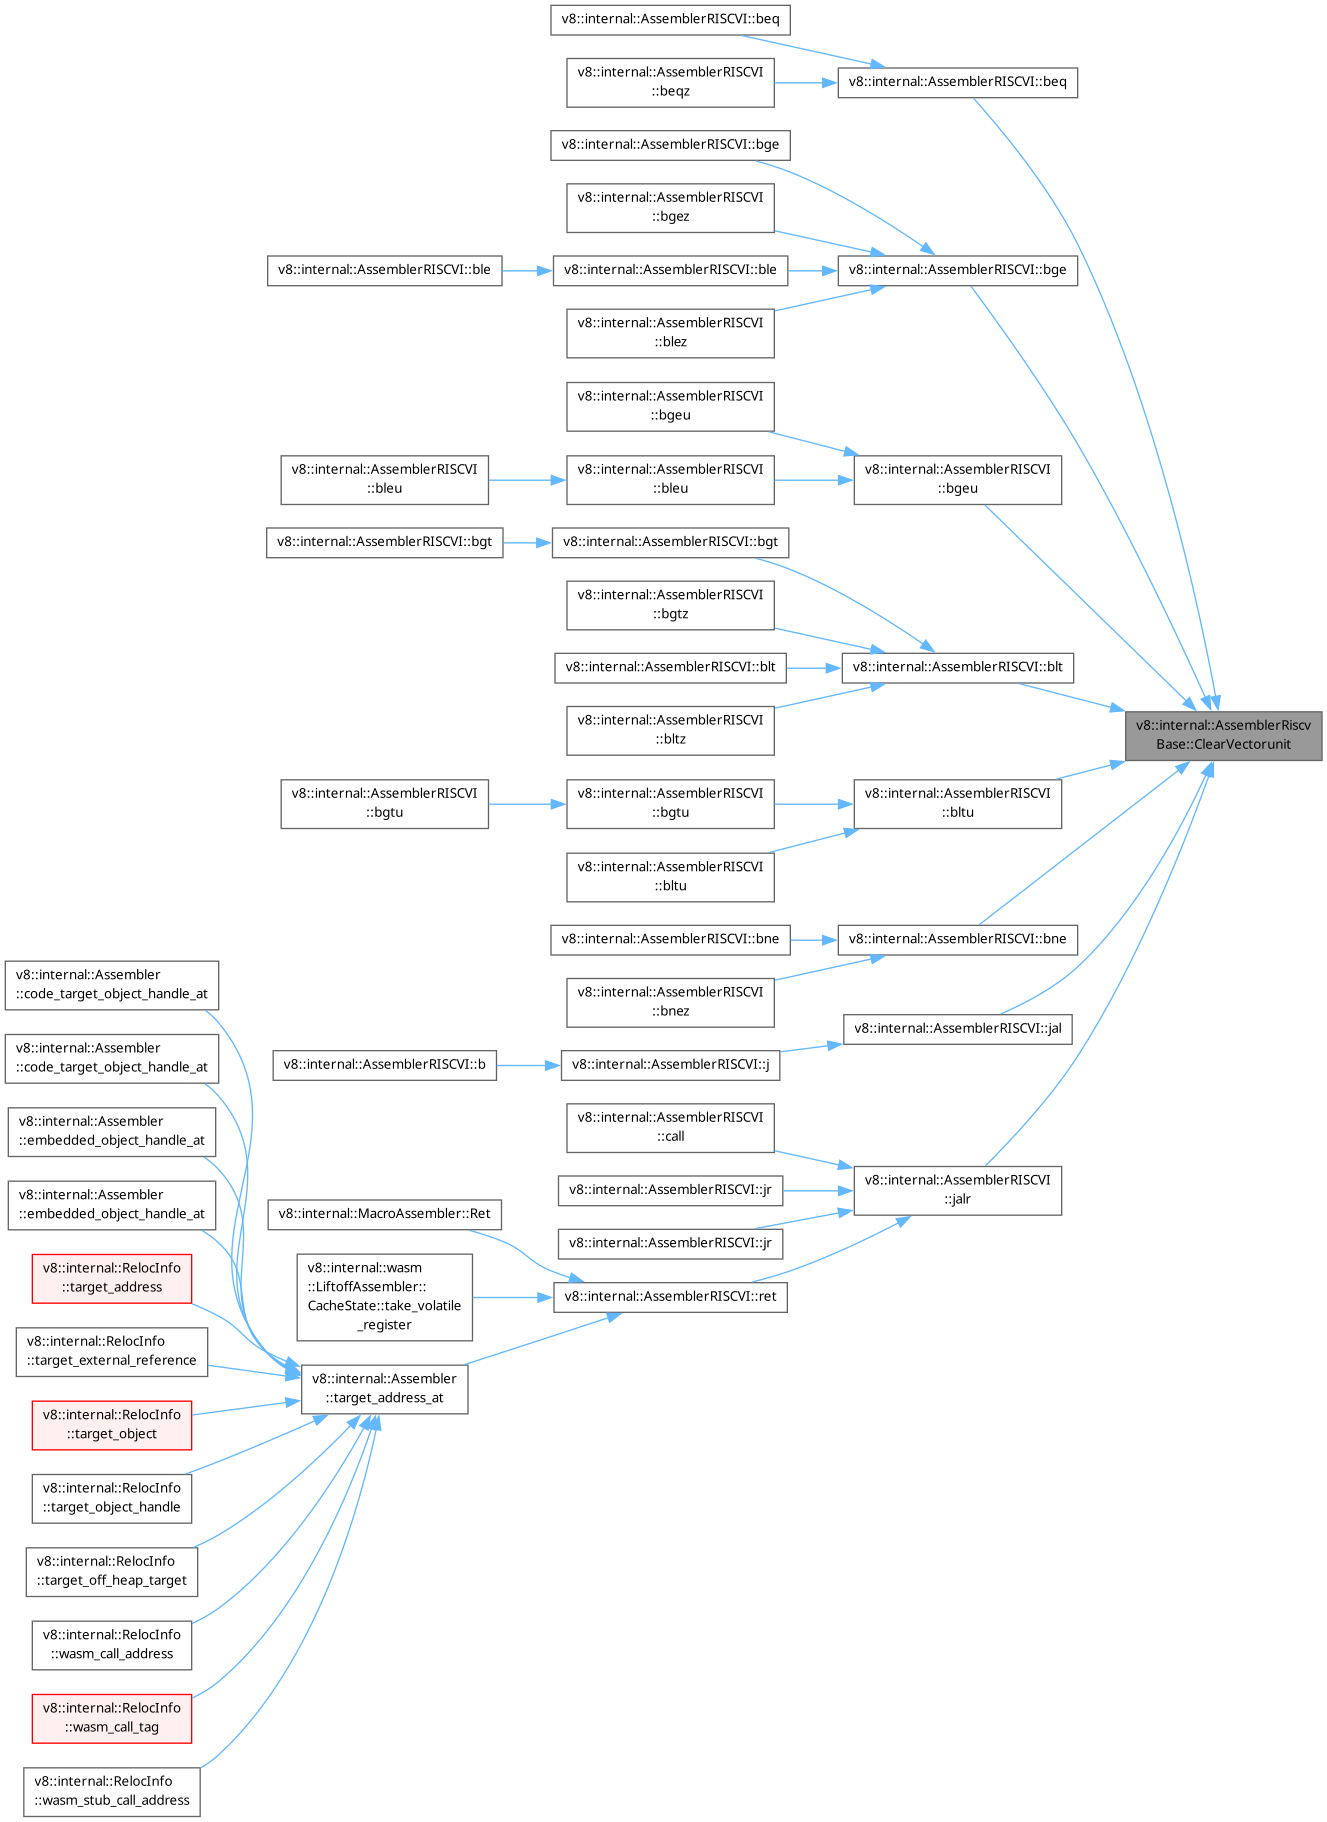 v8::internal::AssemblerRISCVI::beq
v8::internal::AssemblerRISCVI
::beqz
v8::internal::AssemblerRISCVI::beq
v8::internal::AssemblerRISCVI::bge
v8::internal::AssemblerRISCVI
::bgez
v8::internal::AssemblerRISCVI::ble
v8::internal::AssemblerRISCVI::ble
v8::internal::AssemblerRISCVI::bge
v8::internal::AssemblerRISCVI
::blez
v8::internal::AssemblerRISCVI
::bgeu
v8::internal::AssemblerRISCVI
::bleu
v8::internal::AssemblerRISCVI
::bleu
v8::internal::AssemblerRISCVI
::bgeu
v8::internal::AssemblerRISCVI::bgt
v8::internal::AssemblerRISCVI::bgt
v8::internal::AssemblerRISCVI
::bgtz
v8::internal::AssemblerRISCVI::blt
v8::internal::AssemblerRISCVI::blt
v8::internal::AssemblerRISCVI
::bltz
v8::internal::AssemblerRiscv
Base::ClearVectorunit
v8::internal::AssemblerRISCVI
::bgtu
v8::internal::AssemblerRISCVI
::bgtu
v8::internal::AssemblerRISCVI
::bltu
v8::internal::AssemblerRISCVI
::bltu
v8::internal::AssemblerRISCVI::bne
v8::internal::AssemblerRISCVI::bne
v8::internal::AssemblerRISCVI
::bnez
v8::internal::Assembler
::code_target_object_handle_at
v8::internal::AssemblerRISCVI::jal
v8::internal::Assembler
::code_target_object_handle_at
v8::internal::AssemblerRISCVI::b
v8::internal::AssemblerRISCVI::j
v8::internal::Assembler
::embedded_object_handle_at
v8::internal::AssemblerRISCVI
::call
v8::internal::AssemblerRISCVI::jr
v8::internal::AssemblerRISCVI
::jalr
v8::internal::Assembler
::embedded_object_handle_at
v8::internal::MacroAssembler::Ret
v8::internal::AssemblerRISCVI::jr
v8::internal::RelocInfo
::target_address
v8::internal::wasm
::LiftoffAssembler::
CacheState::take_volatile
_register
v8::internal::AssemblerRISCVI::ret
v8::internal::RelocInfo
::target_external_reference
v8::internal::Assembler
::target_address_at
v8::internal::RelocInfo
::target_object
v8::internal::RelocInfo
::target_object_handle
v8::internal::RelocInfo
::target_off_heap_target
v8::internal::RelocInfo
::wasm_call_address
v8::internal::RelocInfo
::wasm_call_tag
v8::internal::RelocInfo
::wasm_stub_call_address